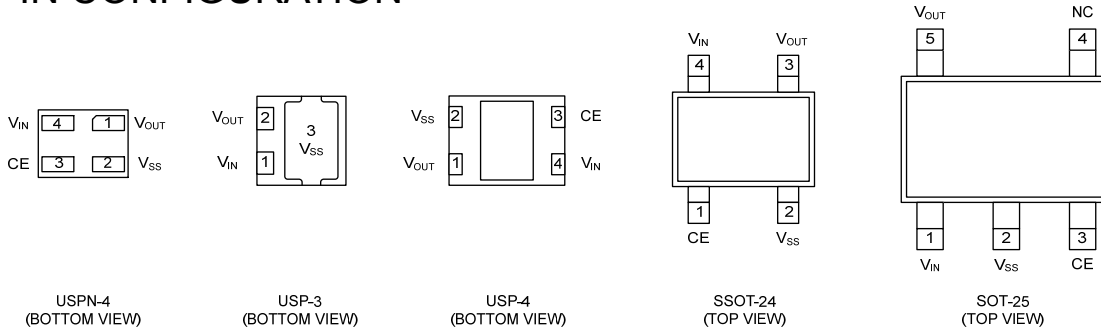 IN CONFIGURATION
VIN 4 1 VOUT
CE 3 2 VSS
USPN-4
(BOTTOM VIEW)
VOUT 2
3
VSS
VIN 1
USP-3
(BOTTOM VIEW)
VSS 2 3 CE
VOUT 1 4 VIN
USP-4
(BOTTOM VIEW)
VIN VOUT
4 3
1 2
CE VSS
SSOT-24
(TOP VIEW)
VOUT NC
5 4
1 2 3
VIN VSS CE
SOT-25
(TOP VIEW)